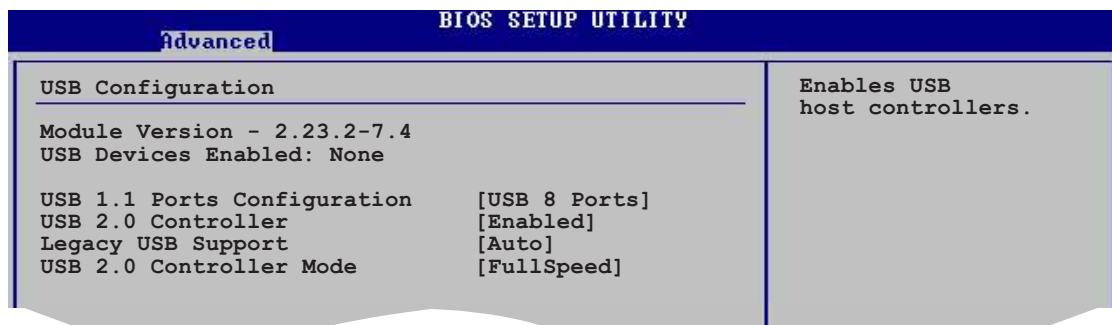 BIOS SETUP UTILITY
Advanced
USB Configuration
Module Version - 2.23.2-7.4
USB Devices Enabled: None
USB 1.1 Ports Configuration [USB 8 Ports]
USB 2.0 Controller [Enabled]
Legacy USB Support [Auto]
USB 2.0 Controller Mode [FullSpeed]
Enables USB
host controllers.